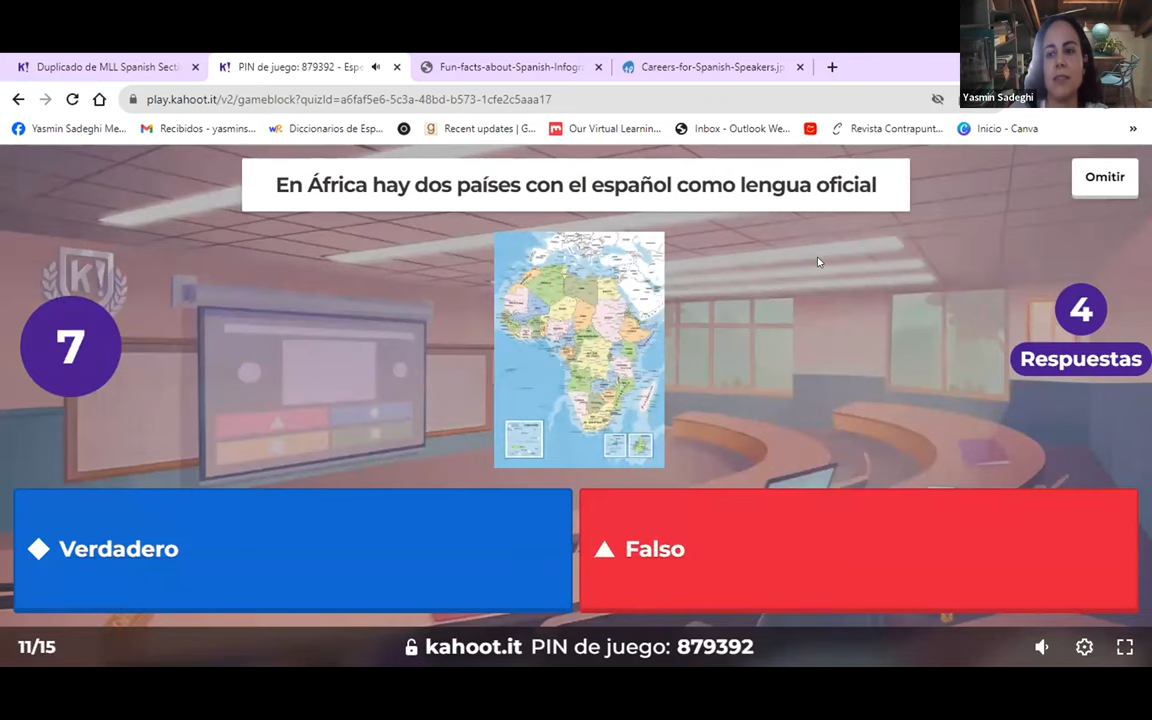 Duplicado de MLL Spanish Secti
PIN de juego: 879392 - Espe
Fun-facts-about-Spanish-Infogr
Careers-for-Spanish-Speakers.jp
Yasmin Sadeghi
play.kahoot.it/v2/gameblock?quizId=a6faf5e6-5c3a-48bd-b573-1cfe2c5aaa17
Yasmin Sadeghi Me...
Recibidos - yasmins...
Diccionarios de Esp...
Recent updates | G...
Our Virtual Learnin...
Inbox - Outlook We...
Revista Contrapunt...
Inicio - Canva
En África hay dos países con el español como lengua oficial
Omitir
K!
7
4
Respuestas
Verdadero
Falso
11/15
kahoot.it PIN de juego: 879392